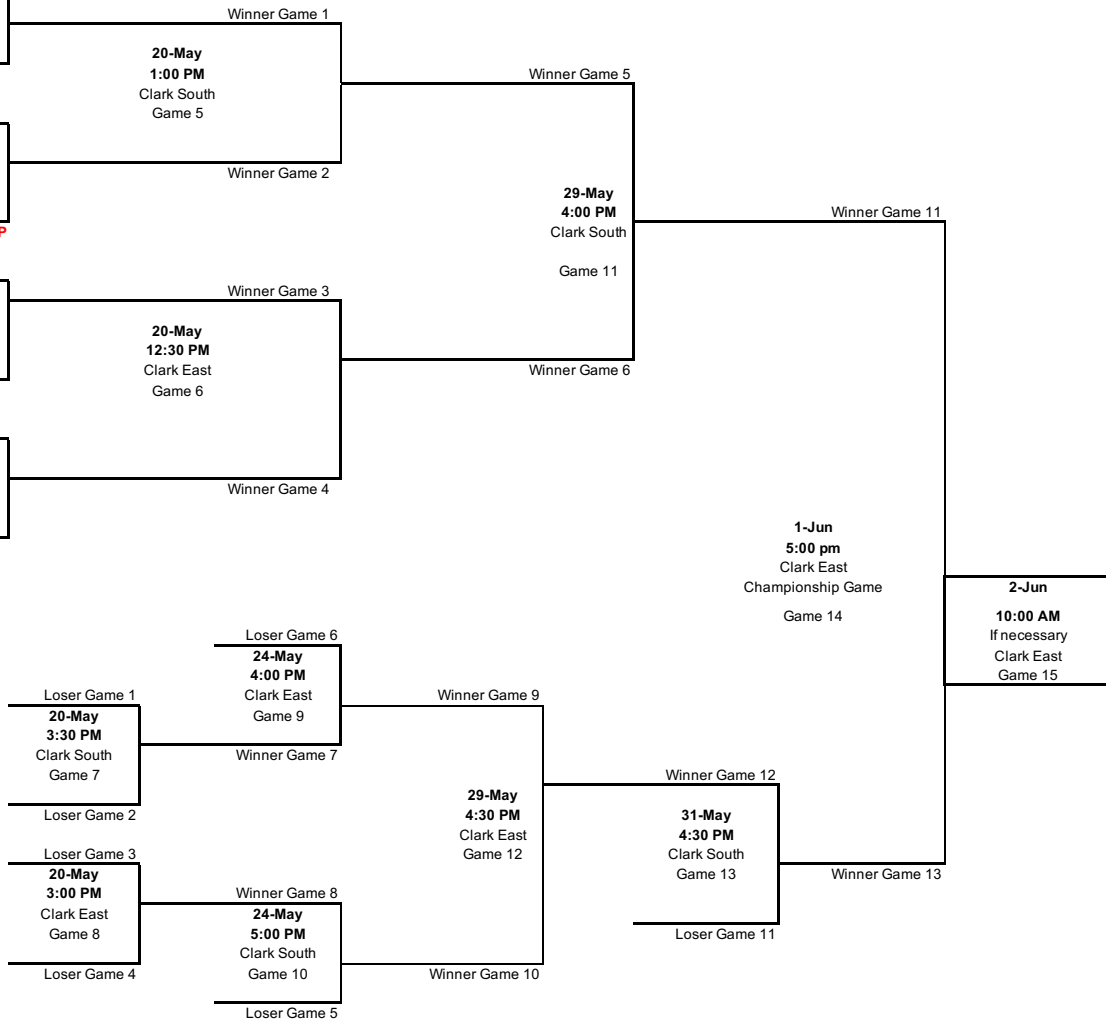 Winner Game 1
20-May
1:00 PM
Clark South
Game 5
Winner Game 2
Winner Game 5
29-May
4:00 PM
Clark South
Game 11
Winner Game 11
P
Winner Game 3
20-May
12:30 PM
Clark East
Game 6
Winner Game 4
Winner Game 6
1-Jun
5:00 pm
Clark East
Championship Game
Game 14
2-Jun
10:00 AM
If necessary
Clark East
Game 15
Loser Game 6
24-May
4:00 PM
Clark East
Game 9
Winner Game 7
Loser Game 1
20-May
3:30 PM
Clark South
Game 7
Loser Game 2
Winner Game 9
29-May
4:30 PM
Clark East
Game 12
Winner Game 10
Winner Game 12
31-May
4:30 PM
Clark South
Game 13
Loser Game 11
Winner Game 13
Loser Game 3
20-May
3:00 PM
Clark East
Game 8
Loser Game 4
Winner Game 8
24-May
5:00 PM
Clark South
Game 10
Loser Game 5